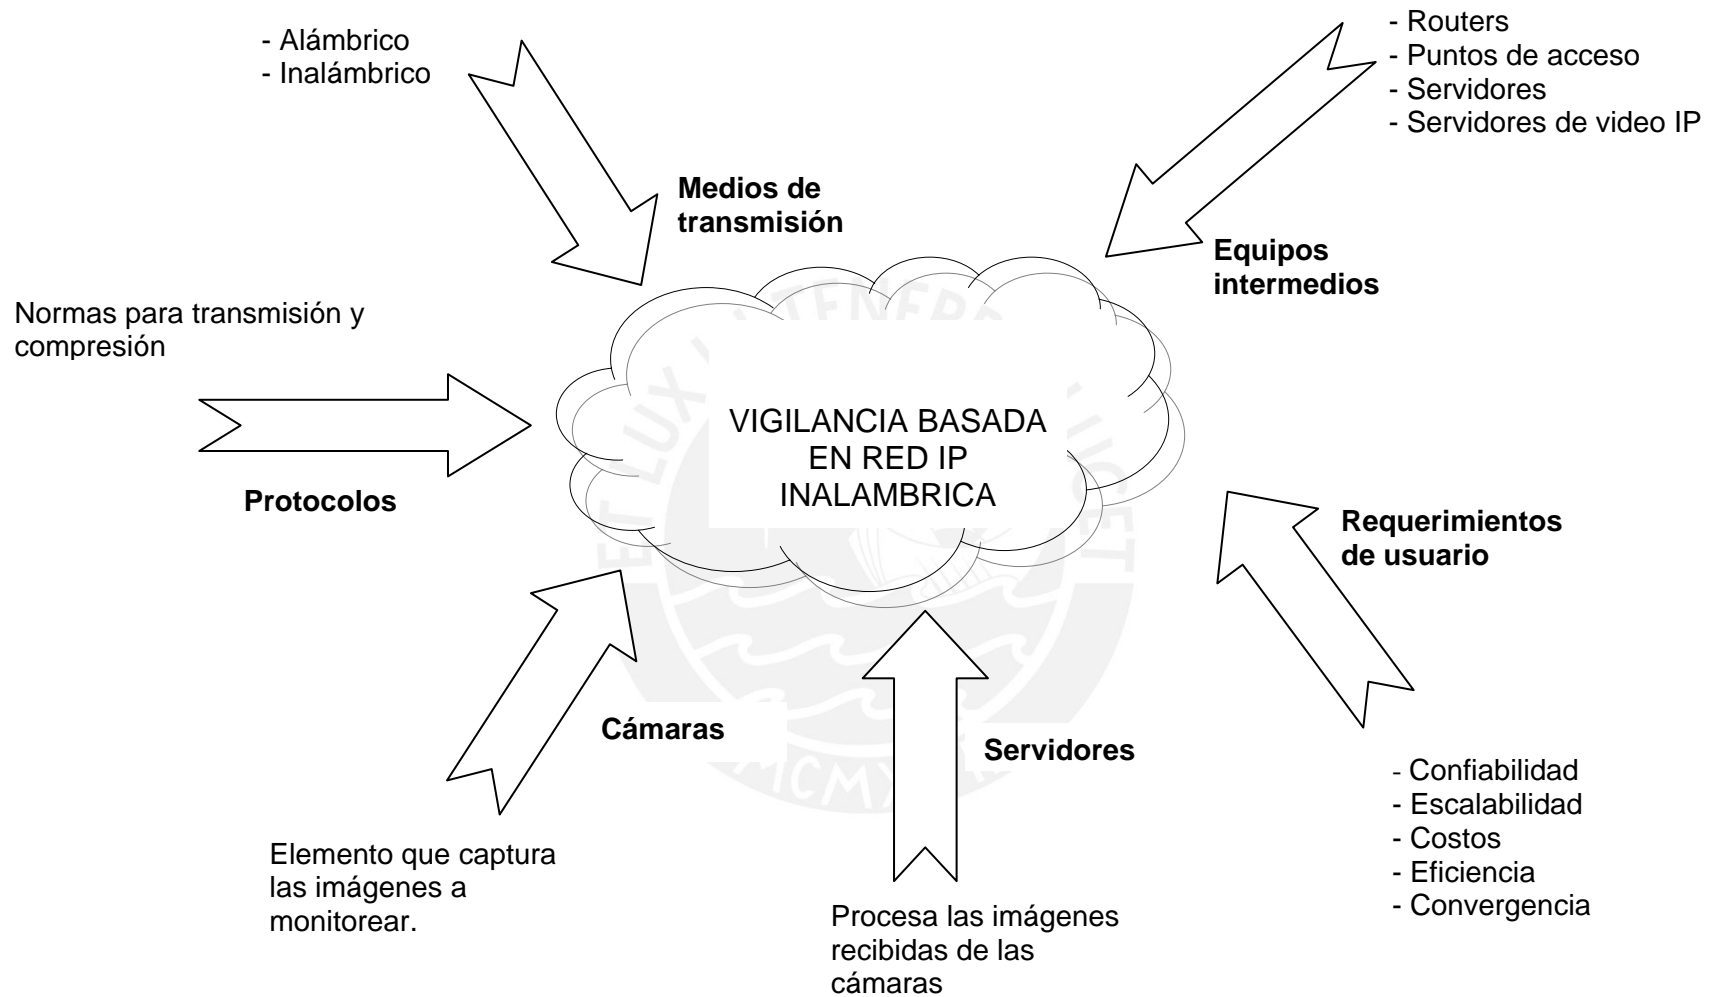 - Alámbrico
- Inalámbrico
- Routers
- Puntos de acceso
- Servidores
- Servidores de video IP
Medios de
transmisión
Equipos
intermedios
Normas para transmisión y
compresión
Protocolos
VIGILANCIA BASADA
EN RED IP
INALAMBRICA
Requerimientos
de usuario
Cámaras
Servidores
- Confiabilidad
- Escalabilidad
- Costos
- Eficiencia
- Convergencia
Elemento que captura
las imágenes a
monitorear.
Procesa las imágenes
recibidas de las
cámaras
ET LUX